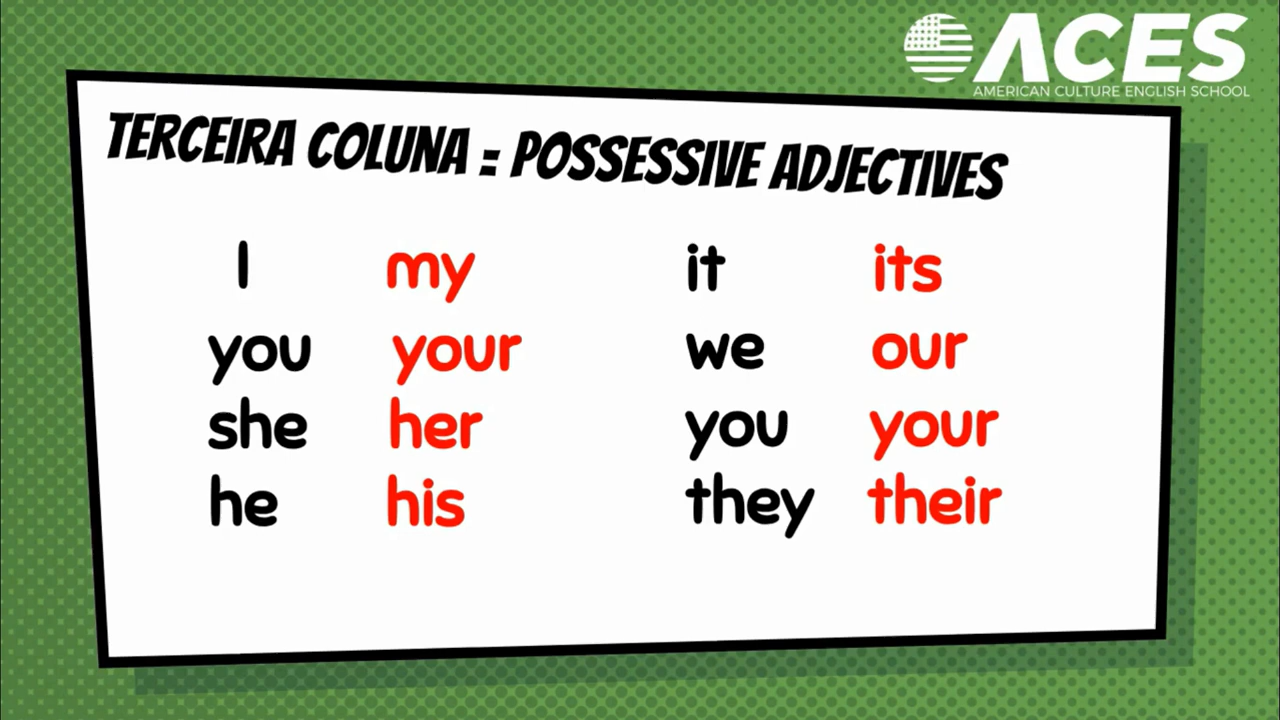 ACES
AMERICAN CULTURE ENGLISH SCHOOL
TERCEIRA COLUNA = POSSESSIVE ADJECTIVES
I my it its
you your we our
she her you your
he his they their